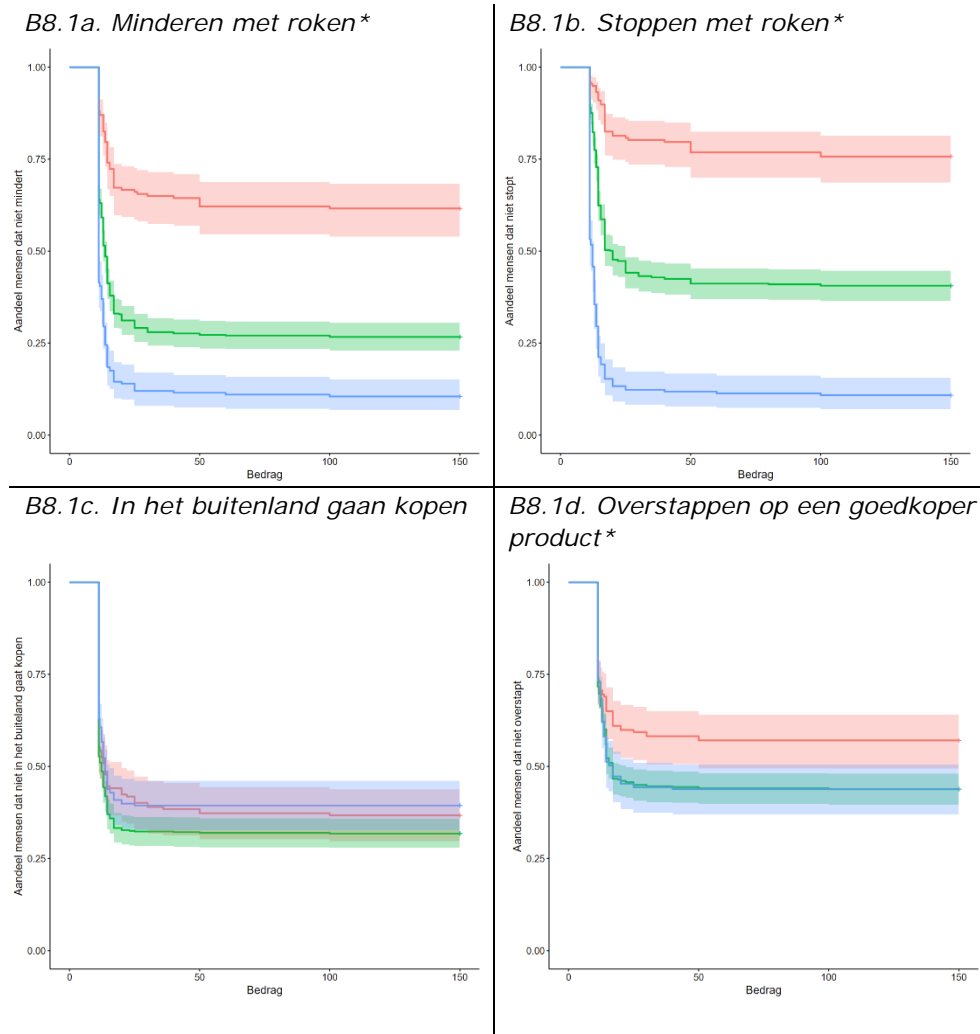 B8.1a. Minderen met roken*
1.00
0.75
0.50
0.25
0.00
Aandeel mensen dat niet mindert
0
50
100
150
Bedrag
B8.1b. Stoppen met roken*
1.00
0.75
0.50
0.25
0.00
Aandeel mensen dat niet stopt
0
50
100
150
Bedrag
B8.1c. In het buitenland gaan kopen
1.00
0.75
0.50
0.25
0.00
Aandeel mensen dat niet in het buiteland gaat kopen
0
50
100
150
Bedrag
B8.1d. Overstappen op een goedkoper
product*
1.00
0.75
0.50
0.25
0.00
Aandeel mensen dat niet overstapt
0
50
100
150
Bedrag